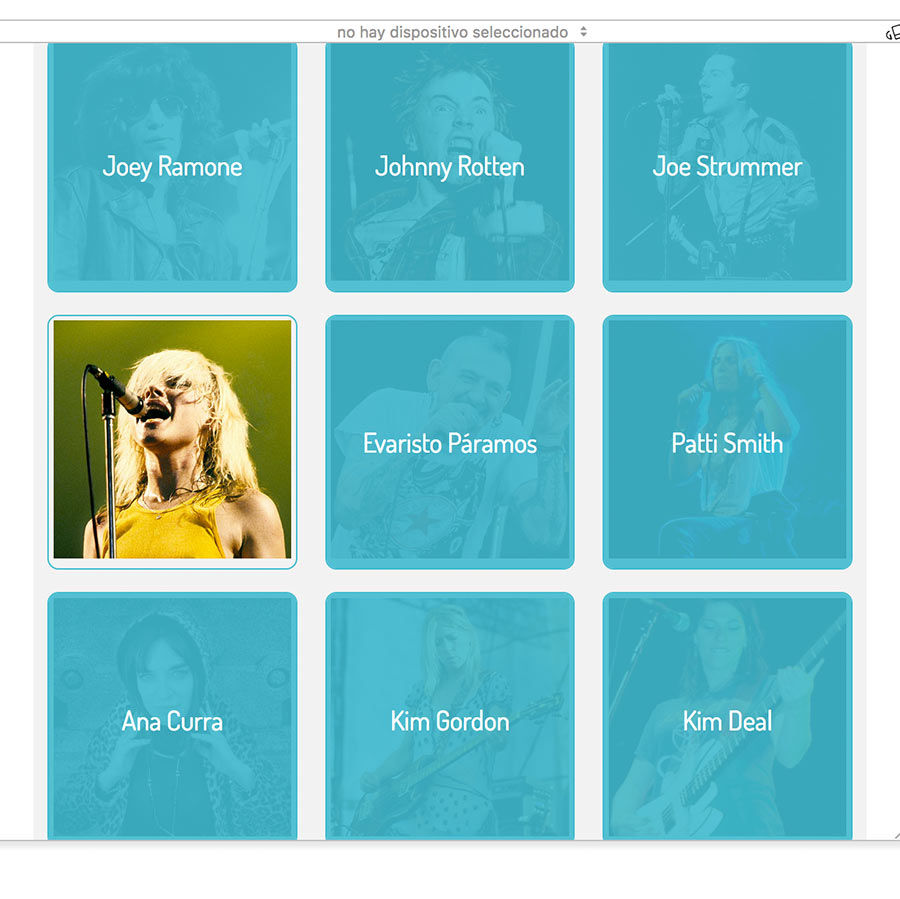 no hay dispositivo seleccionado
Joey Ramone
Johnny Rotten
Joe Strummer
Evaristo Páramos
Patti Smith
Ana Curra
Kim Gordon
Kim Deal